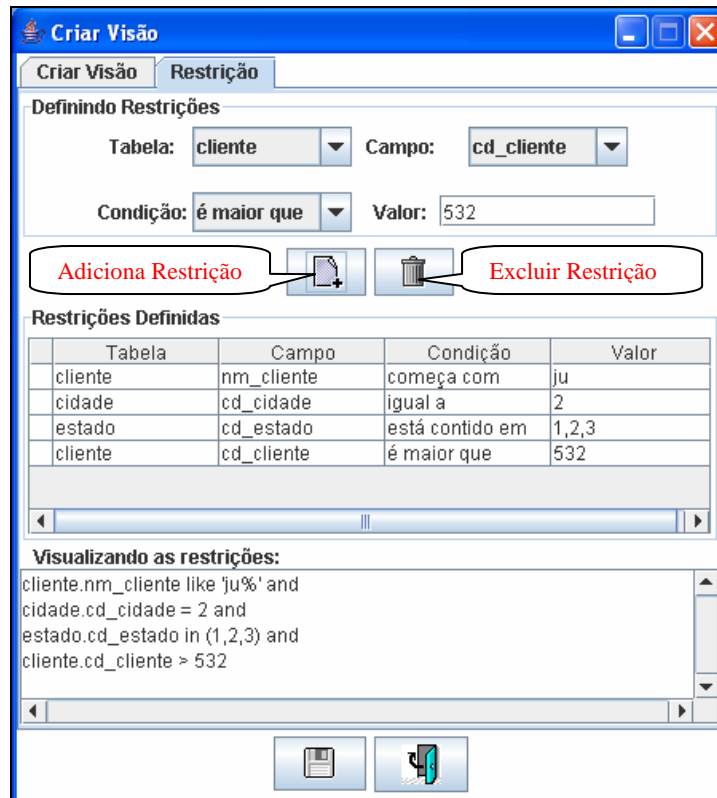 Criar Visão
Criar Visão Restrição
Definindo Restrições
Tabela: cliente Campo: cd_cliente
Condição: é maior que Valor: 532
Adiciona Restrição Excluir Restrição
Restrições Definidas
Tabela Campo Condição Valor
cliente nm_cliente começa com ju
cidade cd_cidade igual a 2
estado cd_estado está contido em 1,2,3
cliente cd_cliente é maior que 532
Visualizando as restrições:
cliente.nm_cliente like 'ju%' and
cidade.cd_cidade = 2 and
estado.cd_estado in (1,2,3) and
cliente.cd_cliente > 532